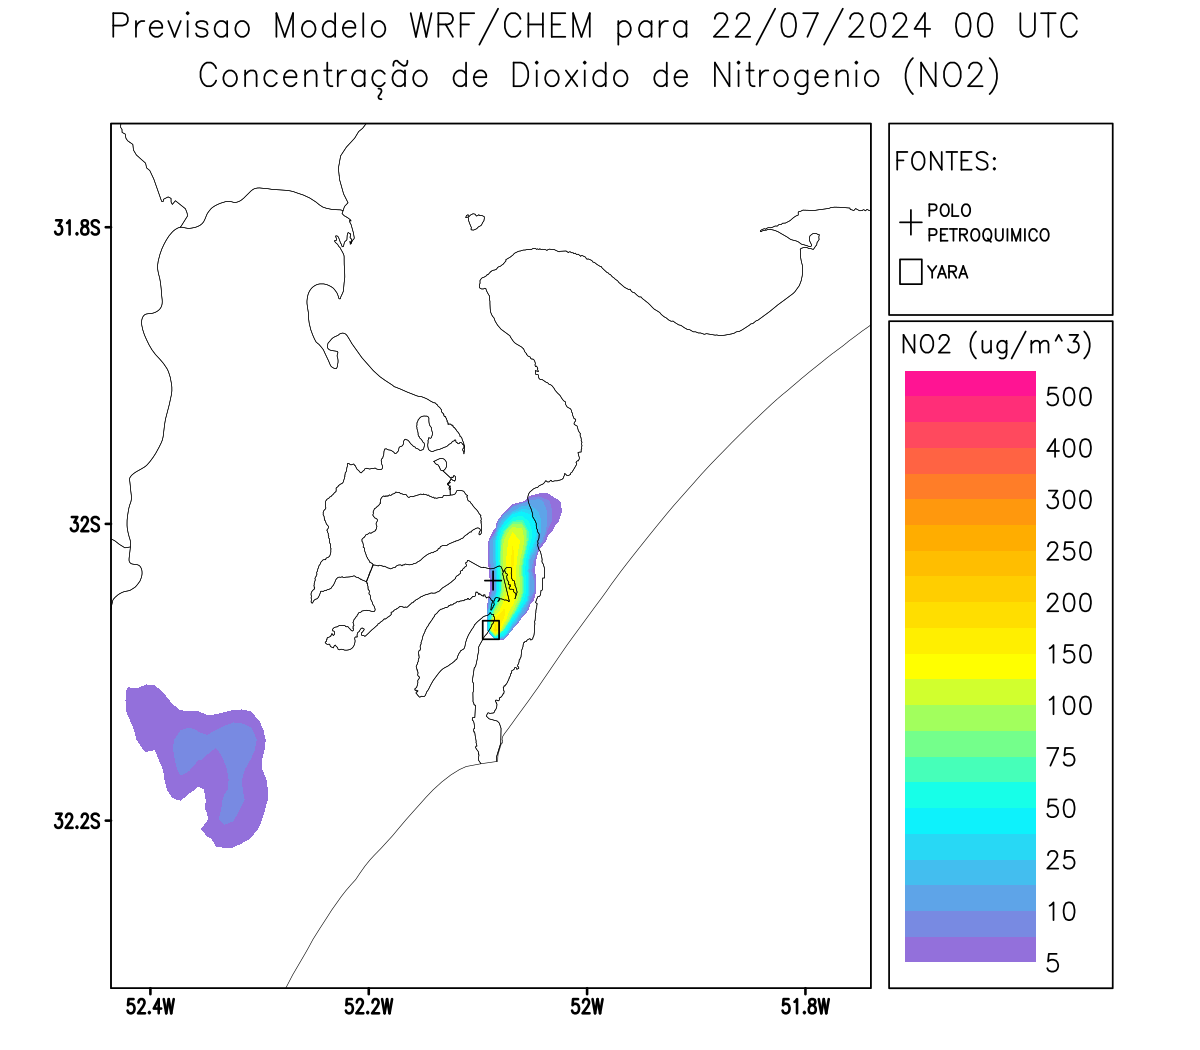 Previsao Modelo WRF/CHEM para 22/07/2024 00 UTC
Concentração de Dioxido de Nitrogenio (NO2)
FONTES:
POLO
PETROQUIMICO
YARA
NO2 (ug/m^3)
500
400
300
250
200
150
100
75
50
25
10
5
31.8S
32S
32.2S
52.4W
52.2W
52W
51.8W